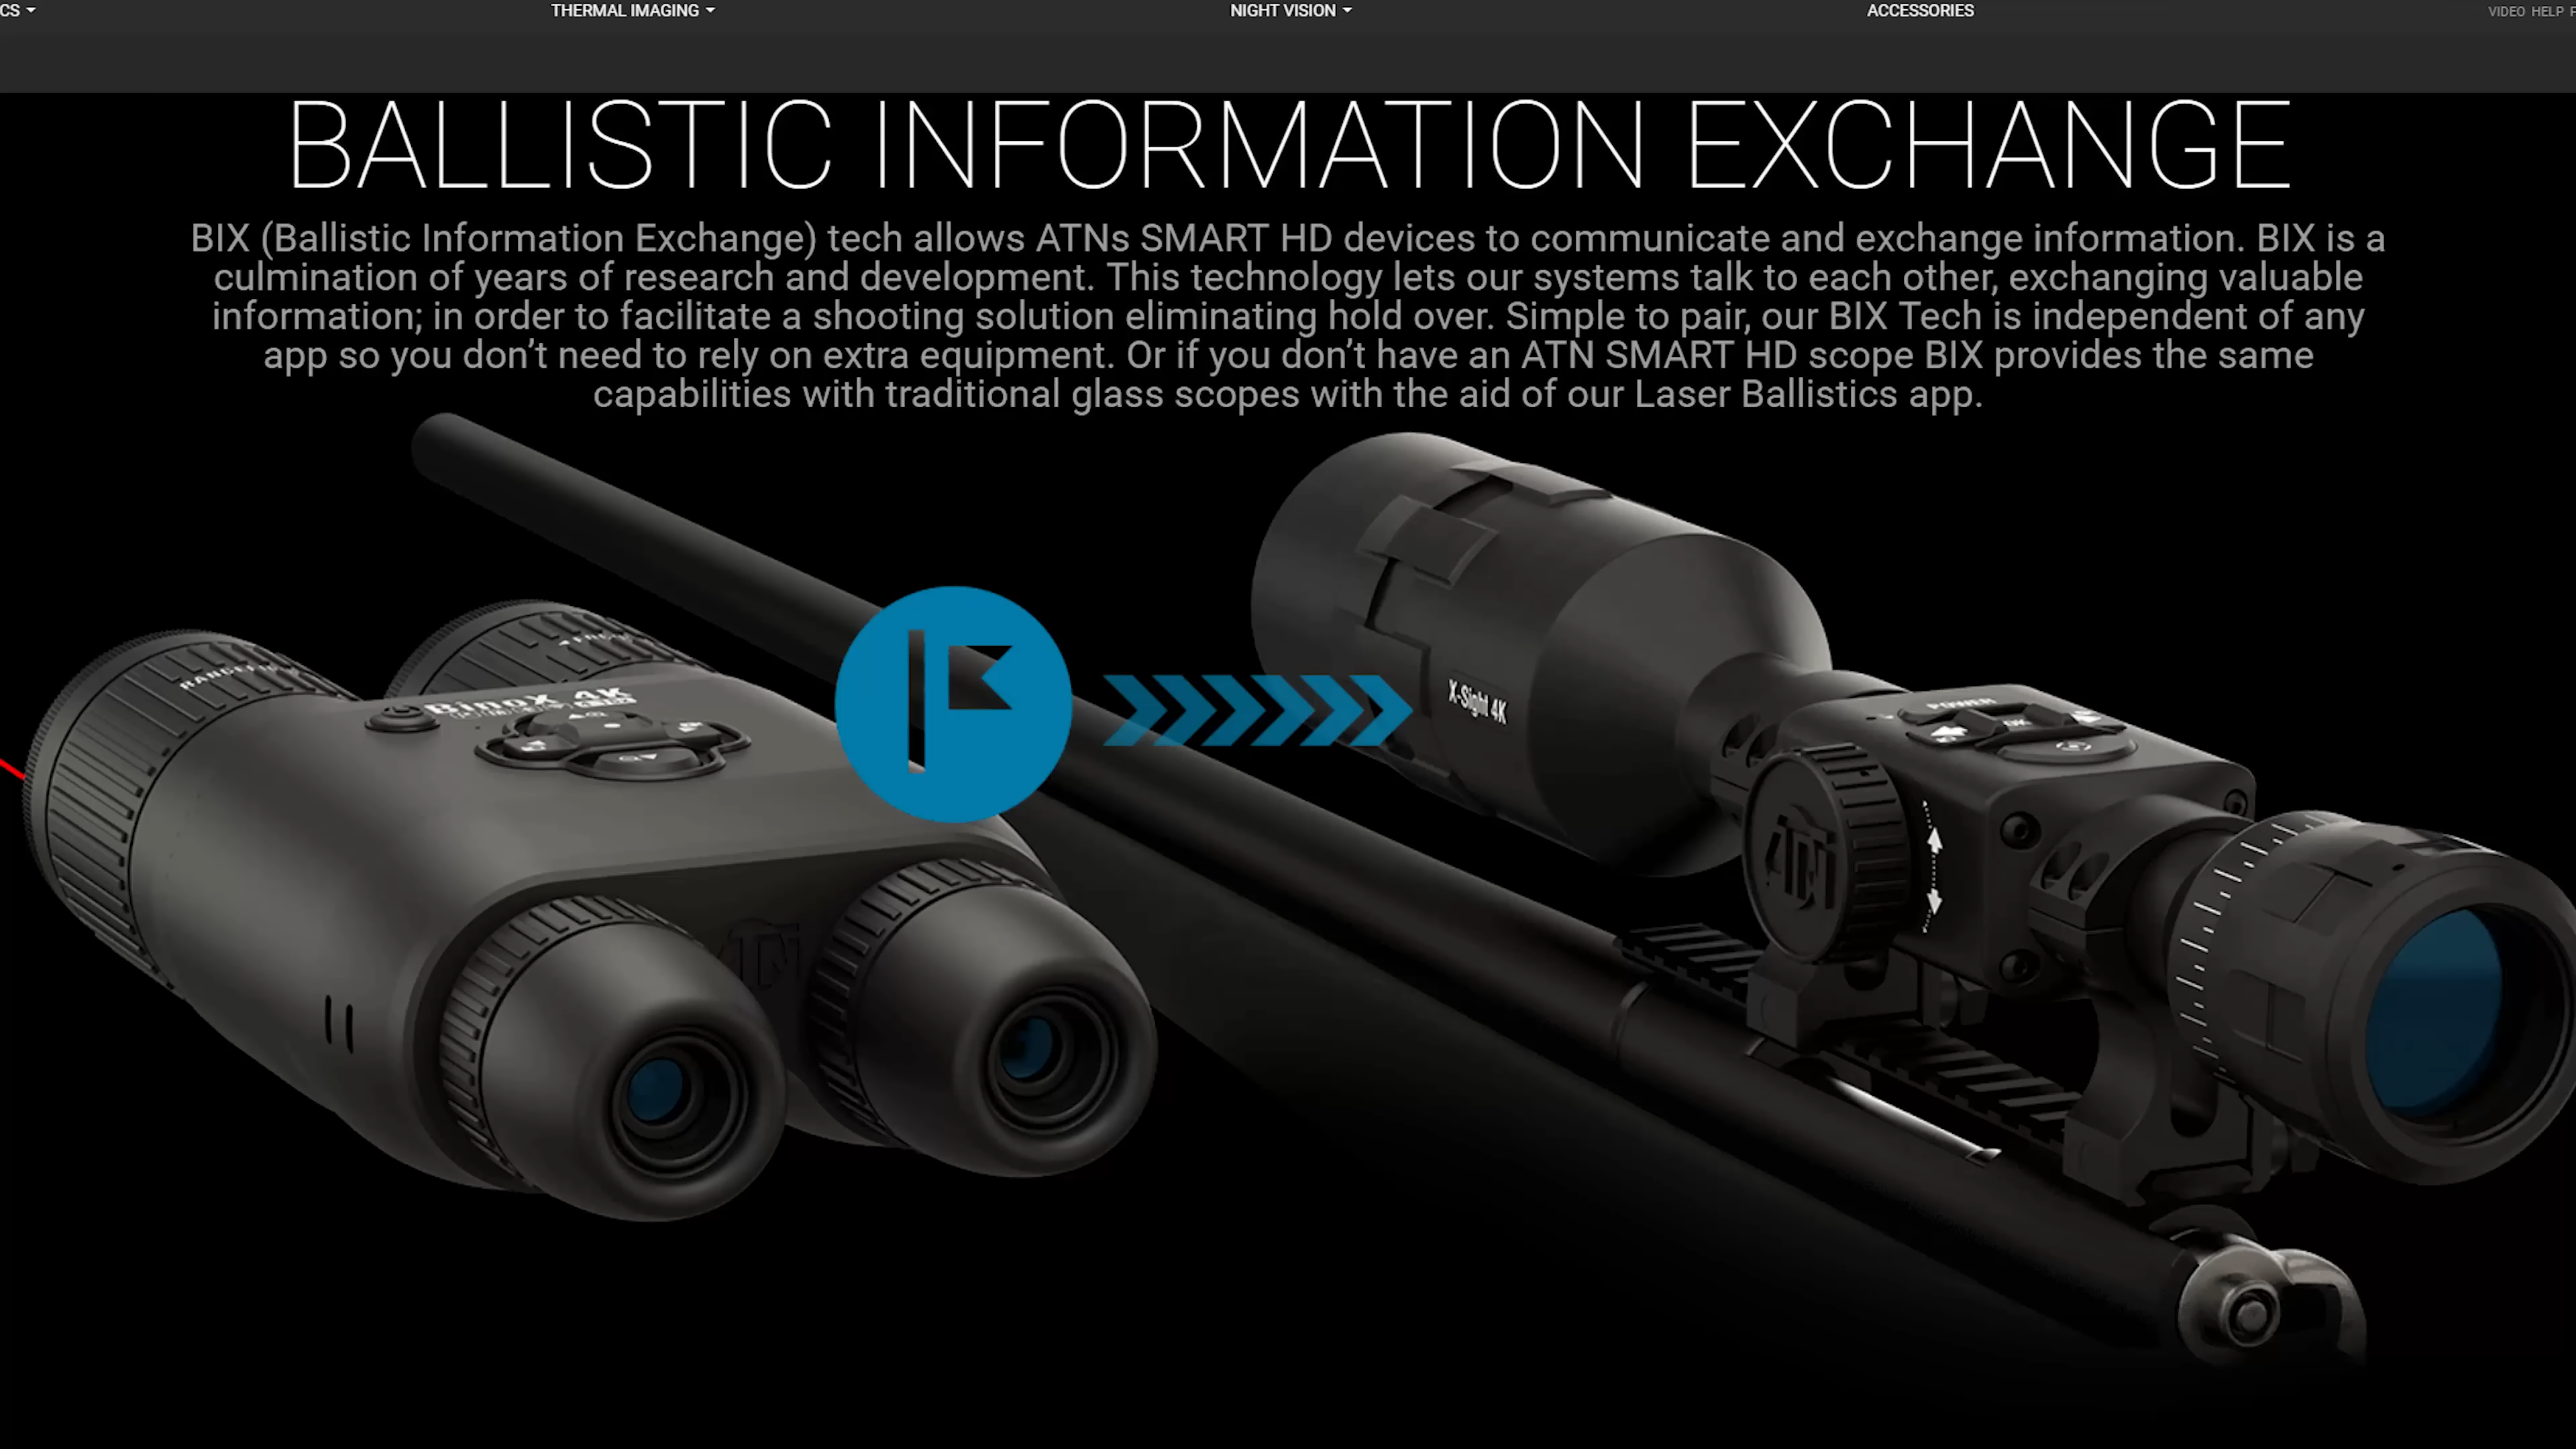 CS
THERMAL IMAGING
NIGHT VISION
ACCESSORIES
VIDEO HELP
BALLISTIC INFORMATION EXCHANGE
BIX (Ballistic Information Exchange) tech allows ATNs SMART HD devices to communicate and exchange information. BIX is a
culmination of years of research and development. This technology lets our systems talk to each other, exchanging valuable
information; in order to facilitate a shooting solution eliminating hold over. Simple to pair, our BIX Tech is independent of any
app so you don’t need to rely on extra equipment. Or if you don’t have an ATN SMART HD scope BIX provides the same
capabilities with traditional glass scopes with the aid of our Laser Ballistics app.
BinoX 4K
X-Sight 4K
POWER
OK
ATN
ATN